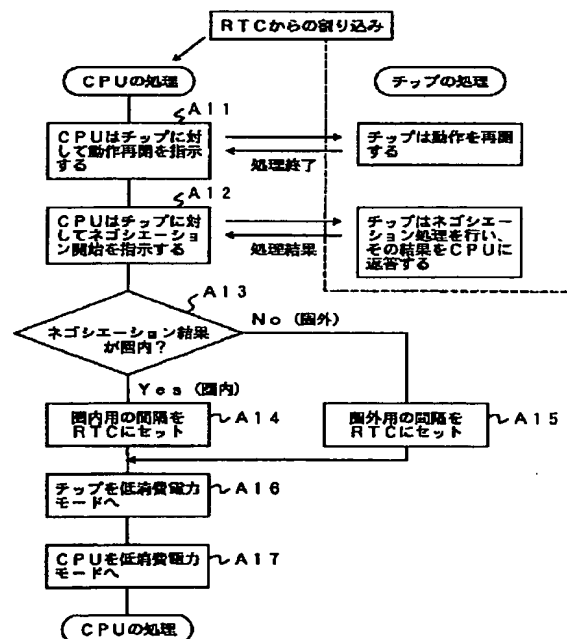 RTCからの割り込み
CPUの処理
チップの処理
A11
CPUはチップに対
して動作再開を指示
する
チップは動作を再開
する
処理終了
A12
CPUはチップに対
してネゴシエーショ
ン開始を指示する
チップはネゴシエー
ション処理を行い、
その結果をCPUに
返答する
処理結果
A13
ネゴシエーション結果
が圏内?
No(圏外)
Yes(圏内)
圏内用の間隔を
RTCにセット
A14
圏外用の間隔を
RTCにセット
A15
チップを低消費電力
モードへ
A16
CPUを低消費電力
モードへ
A17
CPUの処理